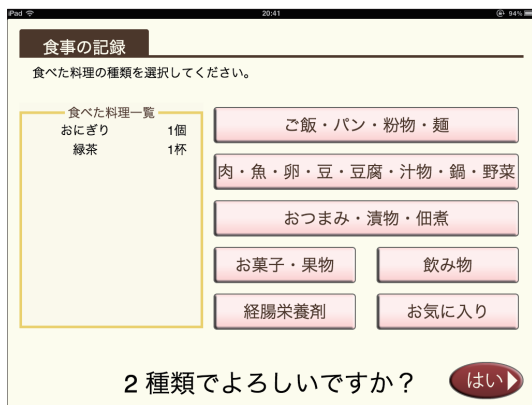 iPad 20:41 94%
食事の記録
食べた料理の種類を選択してください。
食べた料理一覧
おにぎり 1個
緑茶 1杯
ご飯・パン・粉物・麺
肉・魚・卵・豆・豆腐・汁物・鍋・野菜
おつまみ・漬物・佃煮
お菓子・果物 飲み物
経腸栄養剤 お気に入り
2 種類でよろしいですか？ はい